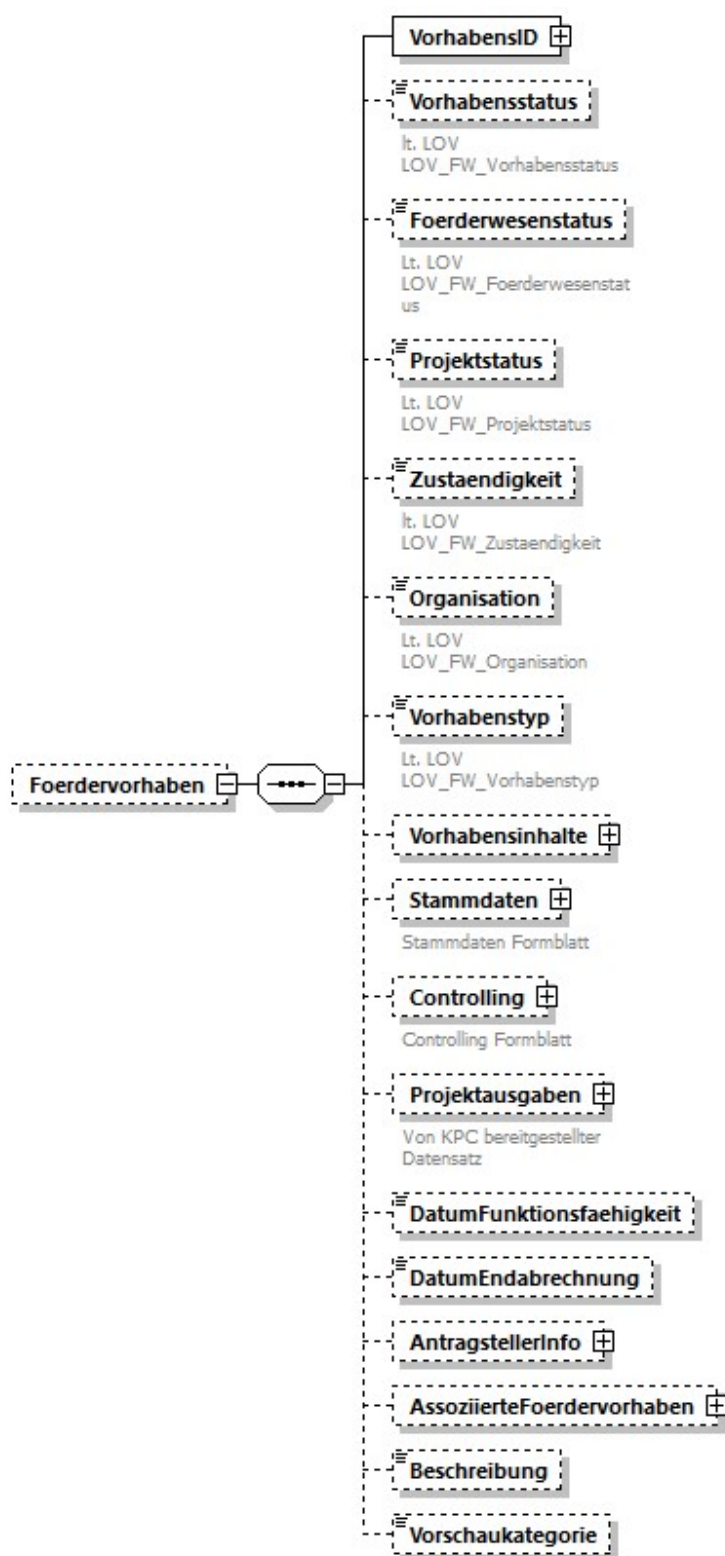 VorhabensID
Vorhabensstatus
lt. LOV
LOV_FW_Vorhabensstatus
Foerderwesenstatus
Lt. LOV
LOV_FW_Foerderwesenstat
us
Projektstatus
Lt. LOV
LOV_FW_Projektstatus
Zustaendigkeit
lt. LOV
LOV_FW_Zustaendigkeit
Organisation
Lt. LOV
LOV_FW_Organisation
Vorhabenstyp
Lt. LOV
LOV_FW_Vorhabenstyp
Foerdervorhaben
Vorhabensinhalte
Stammdaten
Stammdaten Formblatt
Controlling
Controlling Formblatt
Projektausgaben
Von KPC bereitgestellter
Datensatz
DatumFunktionsfaehigkeit
DatumEndabrechnung
AntragstellerInfo
AssoziierteFoerdervorhaben
Beschreibung
Vorschaukategorie